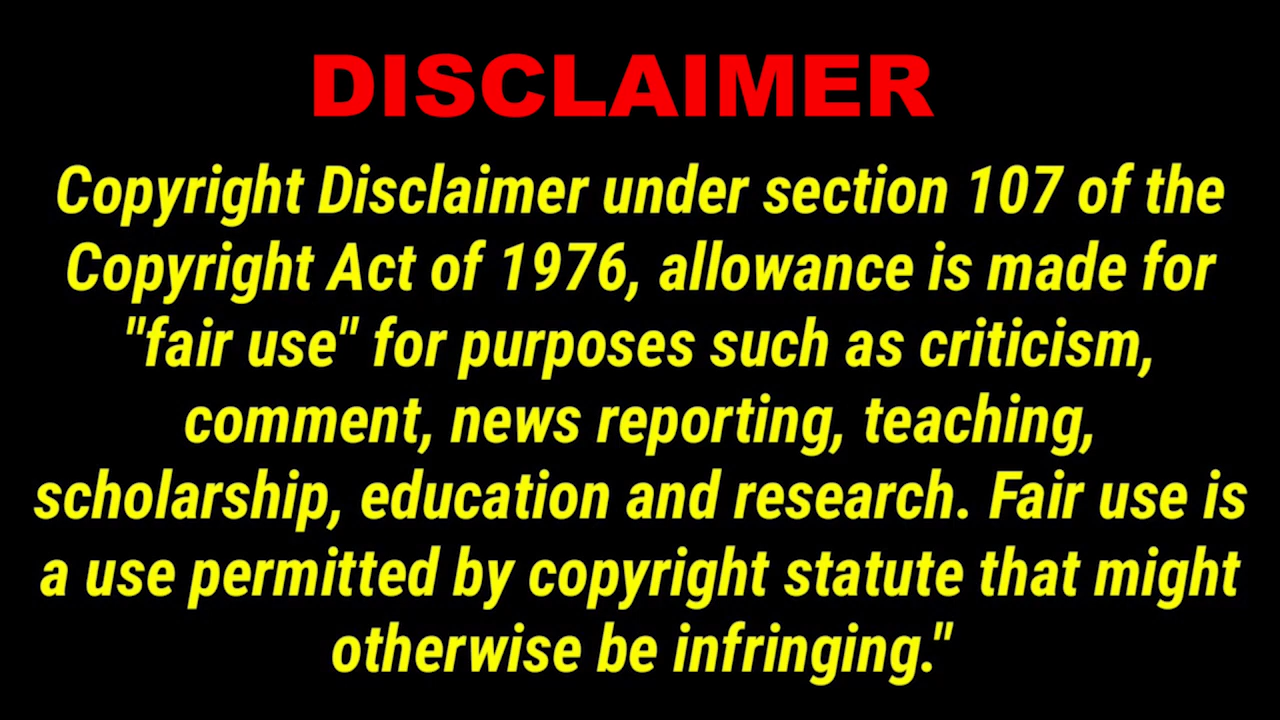 DISCLAIMER
Copyright Disclaimer under section 107 of the
Copyright Act of 1976, allowance is made for
"fair use" for purposes such as criticism,
comment, news reporting, teaching,
scholarship, education and research. Fair use is
a use permitted by copyright statute that might
otherwise be infringing."